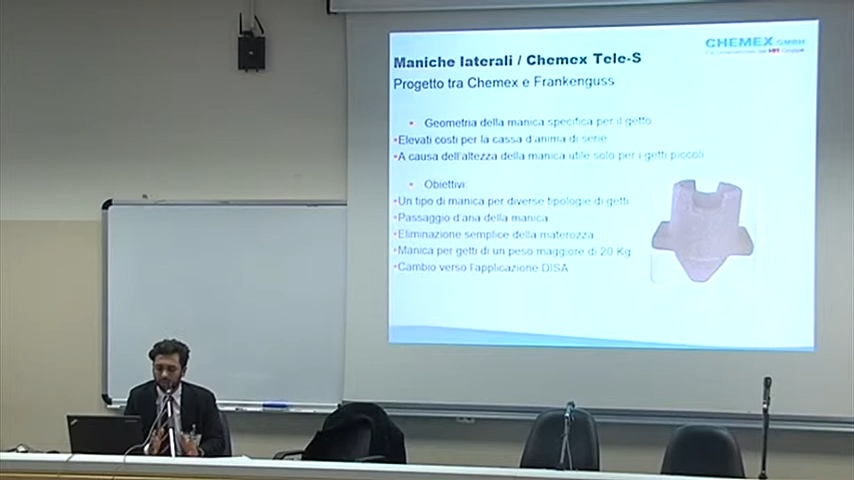 CHEMEX GMBH
Maniche laterali / Chemex Tele-S
Progetto tra Chemex e Frankenguss
• Geometria della manica specifica per il getto
•Elevati costi per la cassa d'anima di serie
•A causa dell'altezza della manica utile solo per i getti piccoli
• Obiettivi
•Un tipo di manica per diverse tipologie di getti
•Passaggio d'aria della manica
•Eliminazione semplice della materozza
•Manica per getti di un peso maggiore di 20 Kg
•Cambio verso l'applicazione DISA